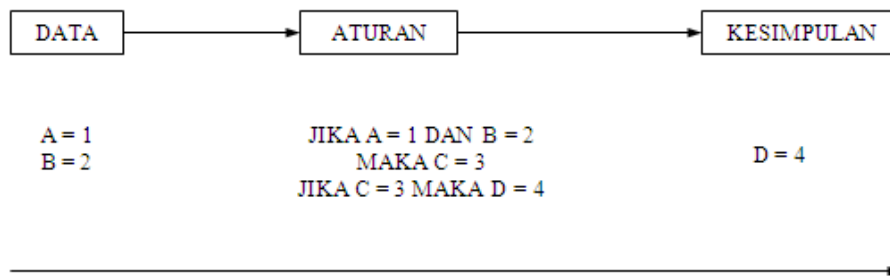 DATA
ATURAN
KESIMPULAN
A = 1
B = 2
JIKA A = 1 DAN B = 2
MAKA C = 3
JIKA C = 3 MAKA D = 4
D = 4